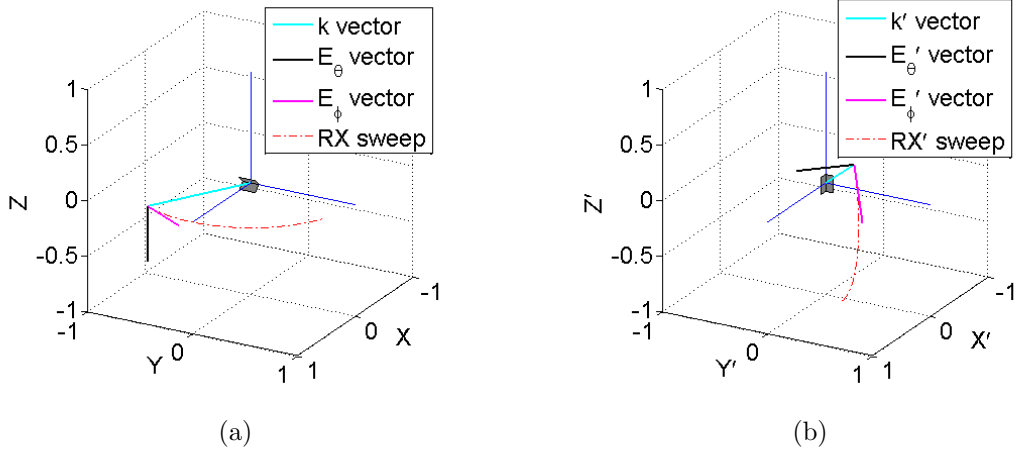 k vector
E_θ vector
E_ϕ vector
RX sweep
1
0.5
0
-0.5
-1
Z
-1
0
1
Y
1
0
-1
X
(a)
k′ vector
E_θ′ vector
E_ϕ′ vector
RX′ sweep
1
0.5
0
-0.5
-1
Z′
-1
0
1
Y′
1
0
-1
X′
(b)